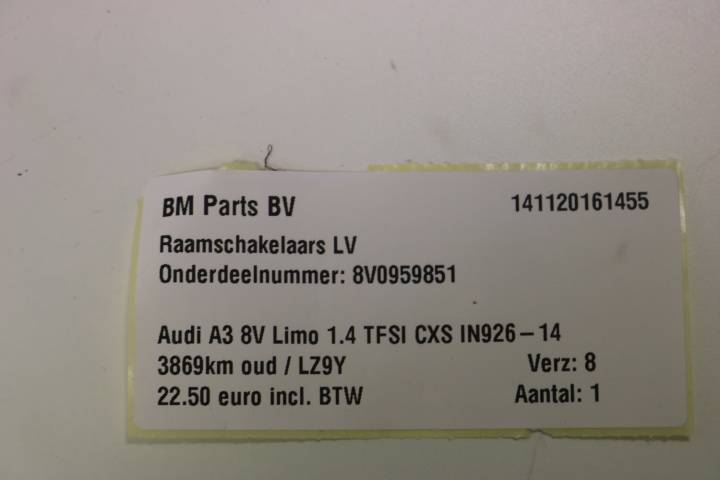 BM Parts BV 141120161455
Raamschakelaars LV
Onderdeelnummer: 8V0959851
Audi A3 8V Limo 1.4 TFSI CXS IN926-14
3869km oud / LZ9Y Verz: 8
22.50 euro incl. BTW Aantal: 1